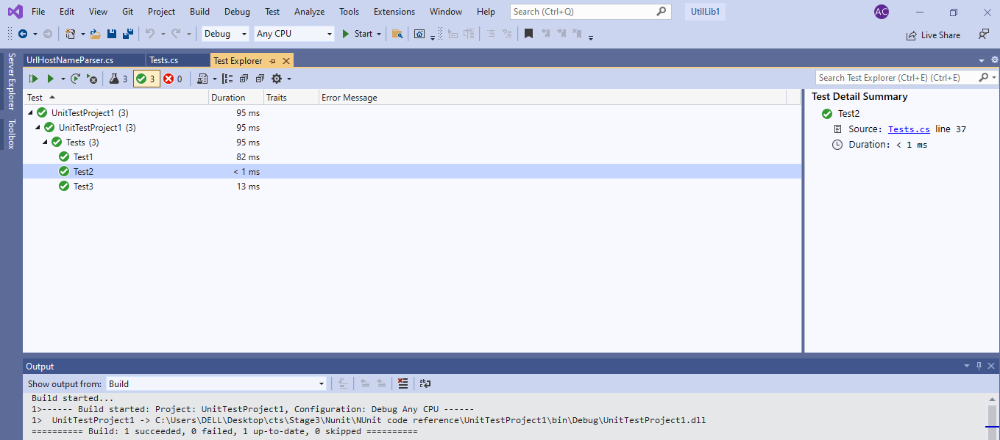 File Edit View Git Project Build Debug Test Analyze Tools Extensions Window Help Search (Ctrl+Q) UtilLib1 AC
Debug Any CPU Start Live Share
Server Explorer
Toolbox
UrlHostNameParser.cs Tests.cs Test Explorer
3 3 0 Search Test Explorer (Ctrl+E) (Ctrl+E)
Test Duration Traits Error Message
UnitTestProject1 (3) 95 ms
UnitTestProject1 (3) 95 ms
Tests (3) 95 ms
Test1 82 ms
Test2 < 1 ms
Test3 13 ms
Test Detail Summary
Test2
Source: Tests.cs line 37
Duration: < 1 ms
Output
Show output from: Build
Build started...
1>------ Build started: Project: UnitTestProject1, Configuration: Debug Any CPU ------
1> UnitTestProject1 -> C:\Users\DELL\Desktop\cts\Stage3\Nunit\NUnit code reference\UnitTestProject1\bin\Debug\UnitTestProject1.dll
========== Build: 1 succeeded, 0 failed, 1 up-to-date, 0 skipped ==========